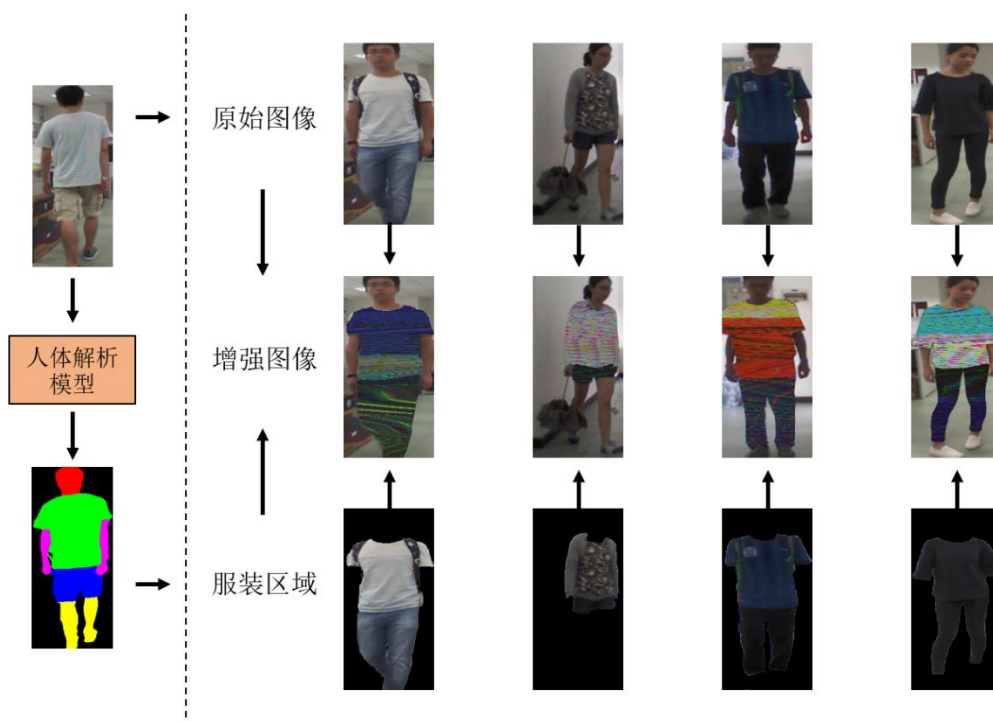 原始图像
人体解析
模型
增强图像
服装区域